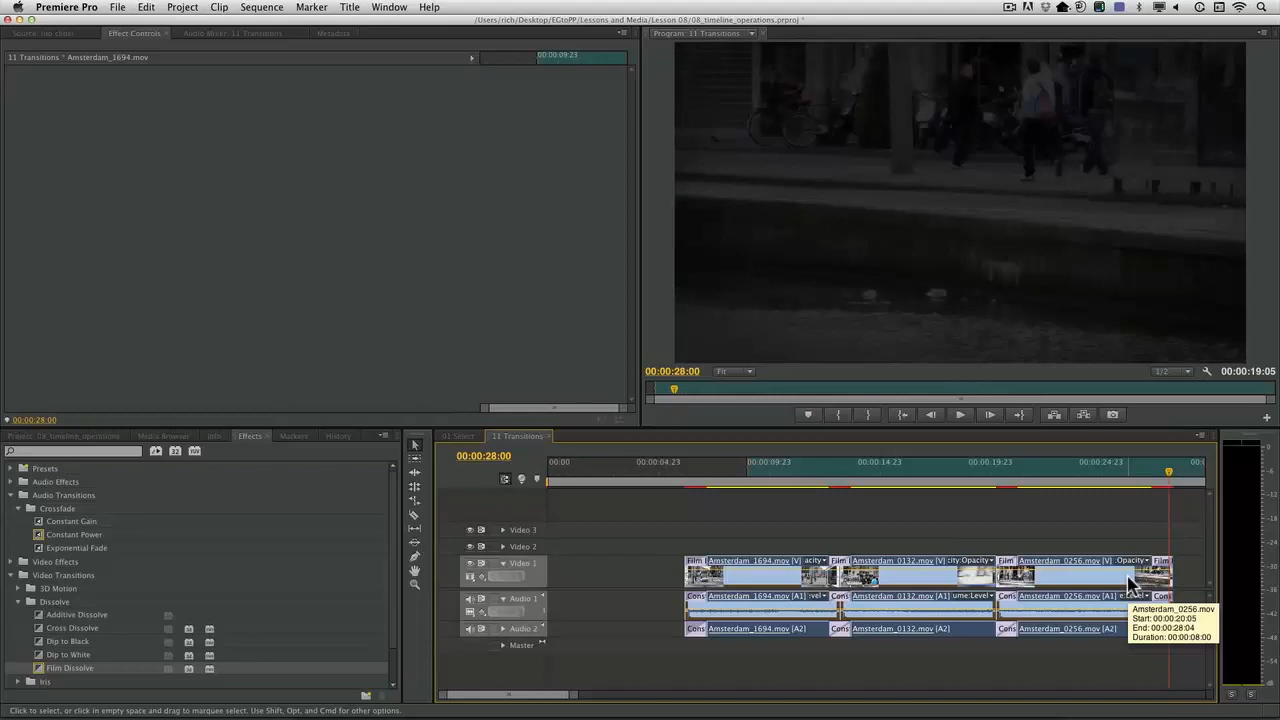 Premiere Pro File Edit Project Clip Sequence Marker Title Window Help
/Users/rich/Desktop/EGtoPP/Lessons and Media/Lesson 08/08_timeline_operations.prproj *
Source: (no clips) Effect Controls Audio Mixer: 11 Transitions Metadata
Program: 11 Transitions
11 Transitions * Amsterdam_1694.mov
00:00:09:23
00:00:28:00 Fit 1/2 00:00:19:05
00:00:28:00
Project: 08_timeline_operations Media Browser Info Effects Markers History
01 Select 11 Transitions
00:00:28:00
00:00 00:00:04:23 00:00:09:23 00:00:14:23 00:00:19:23 00:00:24:23 00:0
Presets
Audio Effects
Audio Transitions
Crossfade
Constant Gain
Constant Power
Exponential Fade
Video Effects
Video Transitions
3D Motion
Dissolve
Additive Dissolve
Cross Dissolve
Dip to Black
Dip to White
Film Dissolve
Iris
Video 3
Video 2
Video 1
Film Amsterdam_1694.mov [V] acity Film Amsterdam_0132.mov [V] :city:Opacity Film Amsterdam_0256.mov [V] :Opacity Film
Audio 1
Cons Amsterdam_1694.mov [A1] :vel Cons Amsterdam_0132.mov [A1] ume:Level Cons Amsterdam_0256.mov [A1] Cons
Audio 2
Cons Amsterdam_1694.mov [A2] Cons Amsterdam_0132.mov [A2] Cons Amsterdam_0256.mov [A2]
Master
Amsterdam_0256.mov
Start: 00:00:20:05
End: 00:00:28:04
Duration: 00:00:08:00
Click to select, or click in empty space and drag to marquee select. Use Shift, Opt, and Cmd for other options.